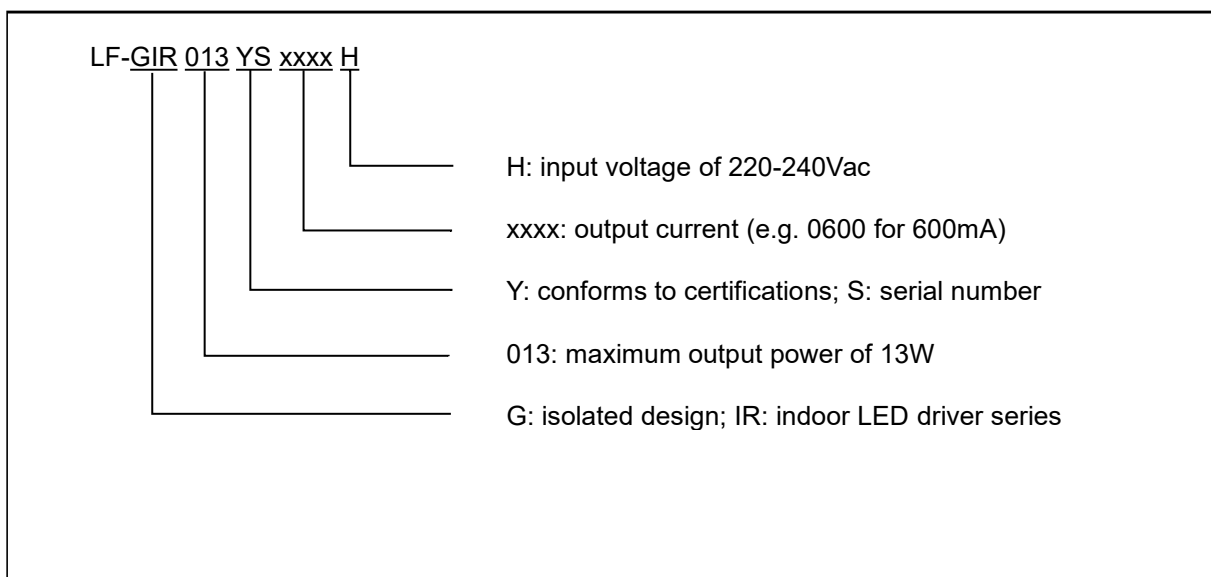 LF-GIR 013 YS xxxx H
H: input voltage of 220-240Vac
xxxx: output current (e.g. 0600 for 600mA)
Y: conforms to certifications; S: serial number
013: maximum output power of 13W
G: isolated design; IR: indoor LED driver series